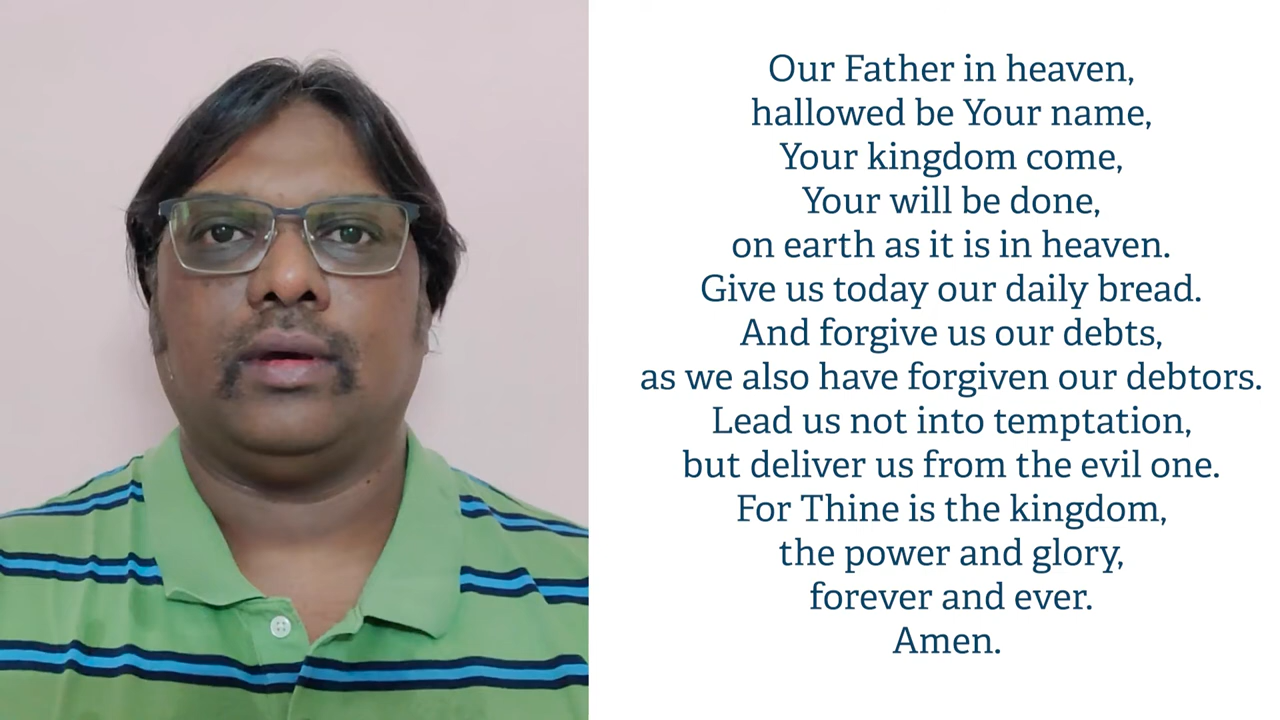 Our Father in heaven,
hallowed be Your name,
Your kingdom come,
Your will be done,
on earth as it is in heaven.
Give us today our daily bread.
And forgive us our debts,
as we also have forgiven our debtors.
Lead us not into temptation,
but deliver us from the evil one.
For Thine is the kingdom,
the power and glory,
forever and ever.
Amen.